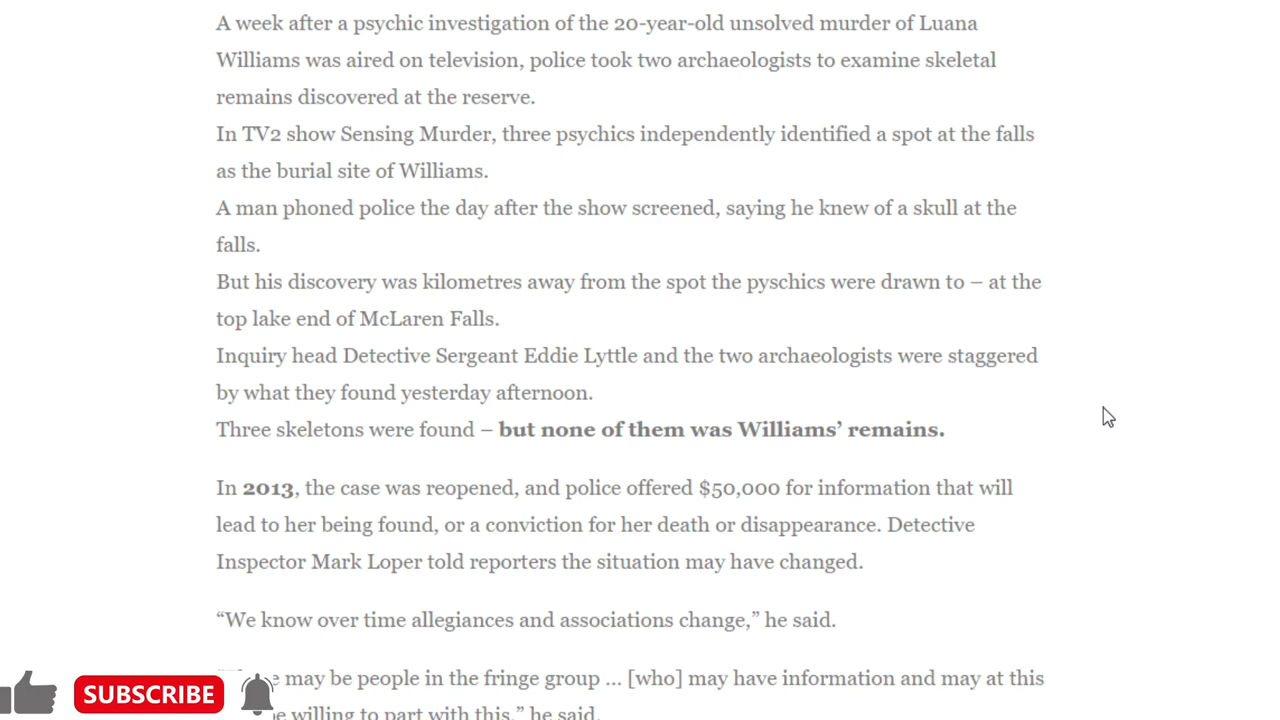 A week after a psychic investigation of the 20-year-old unsolved murder of Luana
Williams was aired on television, police took two archaeologists to examine skeletal
remains discovered at the reserve.
In TV2 show Sensing Murder, three psychics independently identified a spot at the falls
as the burial site of Williams.
A man phoned police the day after the show screened, saying he knew of a skull at the
falls.
But his discovery was kilometres away from the spot the pyschics were drawn to – at the
top lake end of McLaren Falls.
Inquiry head Detective Sergeant Eddie Lyttle and the two archaeologists were staggered
by what they found yesterday afternoon.
Three skeletons were found – but none of them was Williams’ remains.
In 2013, the case was reopened, and police offered $50,000 for information that will
lead to her being found, or a conviction for her death or disappearance. Detective
Inspector Mark Loper told reporters the situation may have changed.
“We know over time allegiances and associations change,” he said.
may be people in the fringe group ... [who] may have information and may at this
willing to part with this,” he said.
SUBSCRIBE